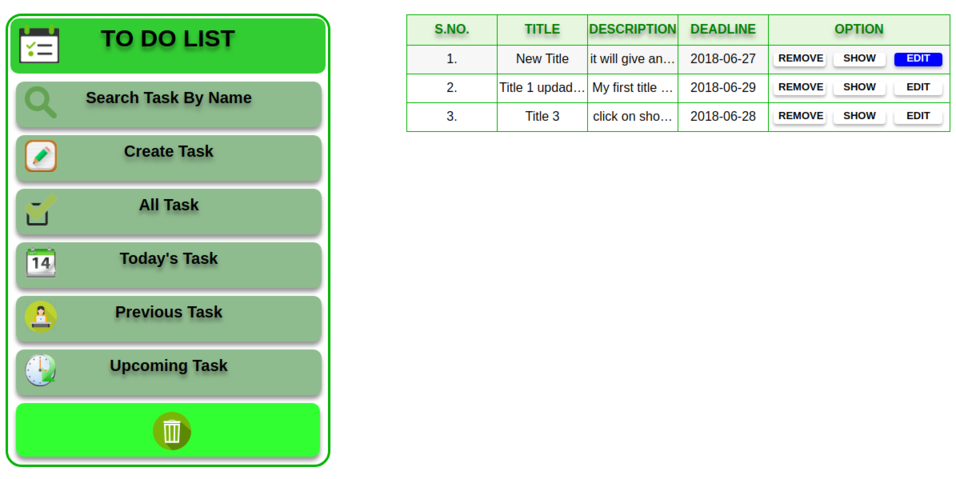 TO DO LIST
Search Task By Name
Create Task
All Task
14
Today's Task
Previous Task
Upcoming Task
S.NO. TITLE DESCRIPTION DEADLINE OPTION
1. New Title it will give an... 2018-06-27 REMOVE SHOW EDIT
2. Title 1 updad... My first title ... 2018-06-29 REMOVE SHOW EDIT
3. Title 3 click on sho... 2018-06-28 REMOVE SHOW EDIT